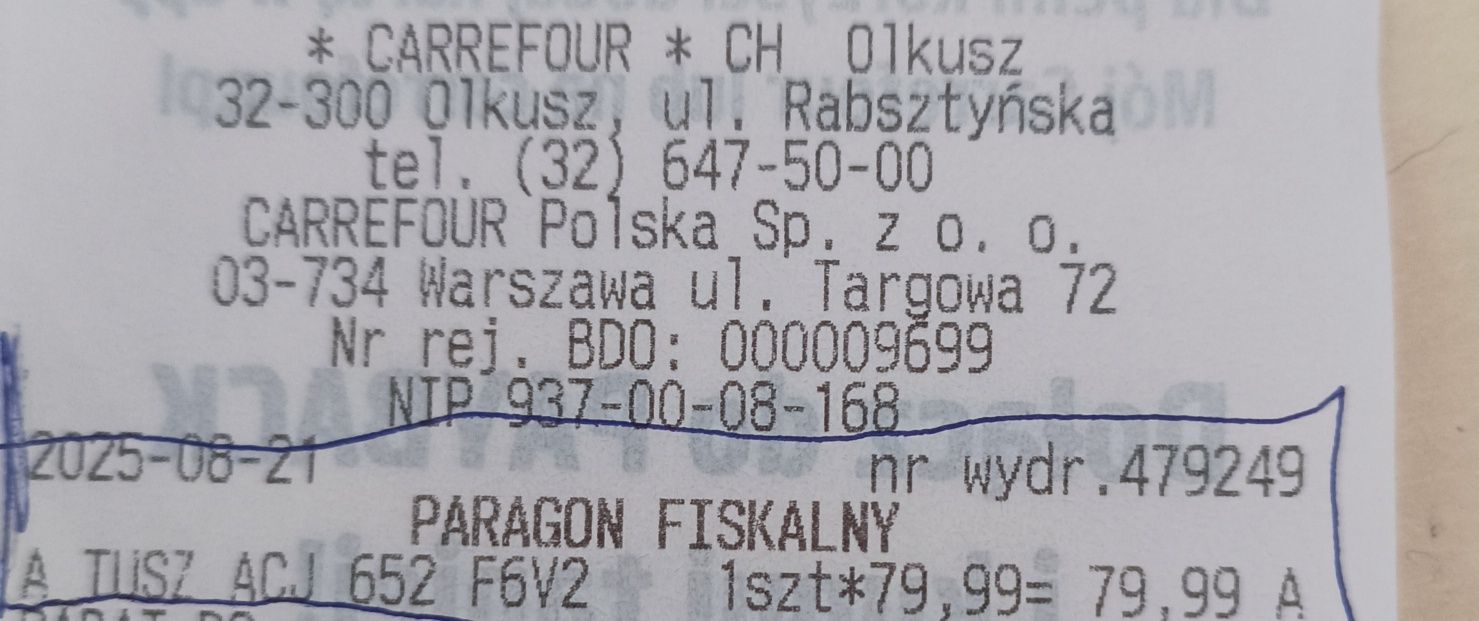 * CARREFOUR * CH Olkusz
32-300 Olkusz, ul. Rabsztyńska
tel. (32) 647-50-00
CARREFOUR Polska Sp. z o. o.
03-734 Warszawa ul. Targowa 72
Nr rej. BDO: 000009699
NIP 937-00-08-168
2025-08-21 nr wydr.479249
PARAGON FISKALNY
A TUSZ ACJ 652 F6V2 1szt*79,99= 79,99 A